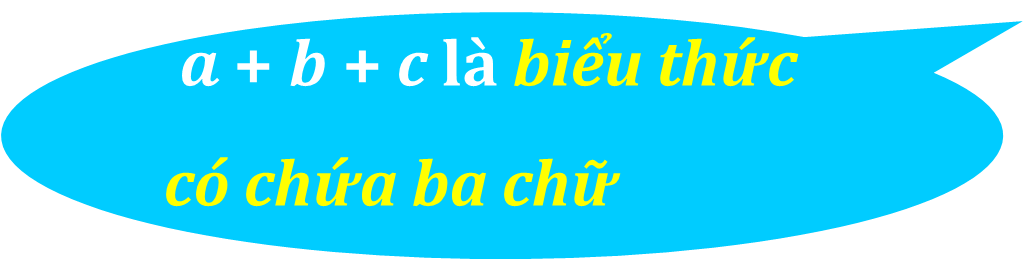 a + b + c là biểu thức
có chứa ba chữ